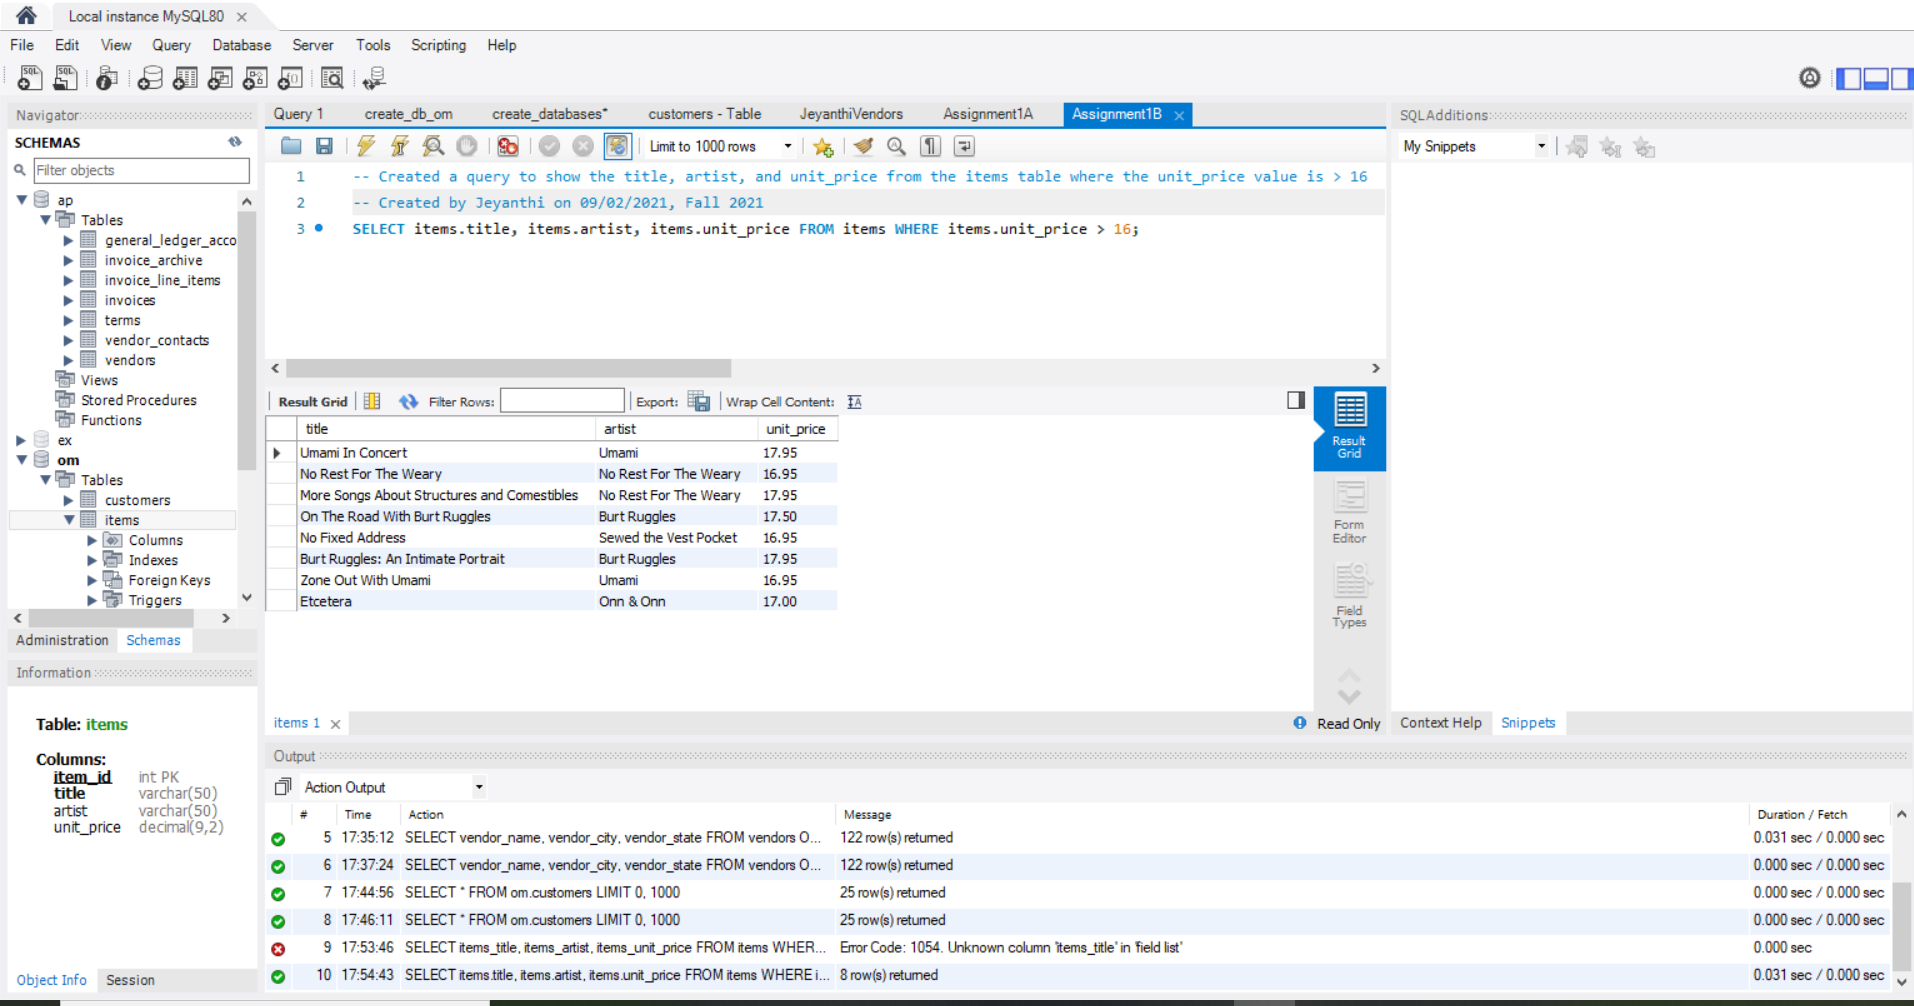 Local instance MySQL80
File Edit View Query Database Server Tools Scripting Help
Navigator
SCHEMAS
Filter objects
ap
Tables
general_ledger_acco
invoice_archive
invoice_line_items
invoices
terms
vendor_contacts
vendors
Views
Stored Procedures
Functions
ex
om
Tables
customers
items
Columns
Indexes
Foreign Keys
Triggers
Administration Schemas
Information
Table: items
Columns:
item_id int PK
title varchar(50)
artist varchar(50)
unit_price decimal(9,2)
Object Info Session
Query 1 create_db_om create_databases* customers - Table JeyanthiVendors Assignment1A Assignment1B
Limit to 1000 rows
1 -- Created a query to show the title, artist, and unit_price from the items table where the unit_price value is > 16
2 -- Created by Jeyanthi on 09/02/2021, Fall 2021
3 SELECT items.title, items.artist, items.unit_price FROM items WHERE items.unit_price > 16;
Result Grid Filter Rows: Export: Wrap Cell Content:
title artist unit_price
Umami In Concert Umami 17.95
No Rest For The Weary No Rest For The Weary 16.95
More Songs About Structures and Comestibles No Rest For The Weary 17.95
On The Road With Burt Ruggles Burt Ruggles 17.50
No Fixed Address Sewed the Vest Pocket 16.95
Burt Ruggles: An Intimate Portrait Burt Ruggles 17.95
Zone Out With Umami Umami 16.95
Etcetera Onn & Onn 17.00
Result
Grid
Form
Editor
Field
Types
items 1 Read Only
SQLAdditions
My Snippets
Context Help Snippets
Output
Action Output
# Time Action Message Duration / Fetch
5 17:35:12 SELECT vendor_name, vendor_city, vendor_state FROM vendors O... 122 row(s) returned 0.031 sec / 0.000 sec
6 17:37:24 SELECT vendor_name, vendor_city, vendor_state FROM vendors O... 122 row(s) returned 0.000 sec / 0.000 sec
7 17:44:56 SELECT * FROM om.customers LIMIT 0, 1000 25 row(s) returned 0.000 sec / 0.000 sec
8 17:46:11 SELECT * FROM om.customers LIMIT 0, 1000 25 row(s) returned 0.000 sec / 0.000 sec
9 17:53:46 SELECT items_title, items_artist, items_unit_price FROM items WHER... Error Code: 1054. Unknown column 'items_title' in 'field list' 0.000 sec
10 17:54:43 SELECT items.title, items.artist, items.unit_price FROM items WHERE i... 8 row(s) returned 0.031 sec / 0.000 sec